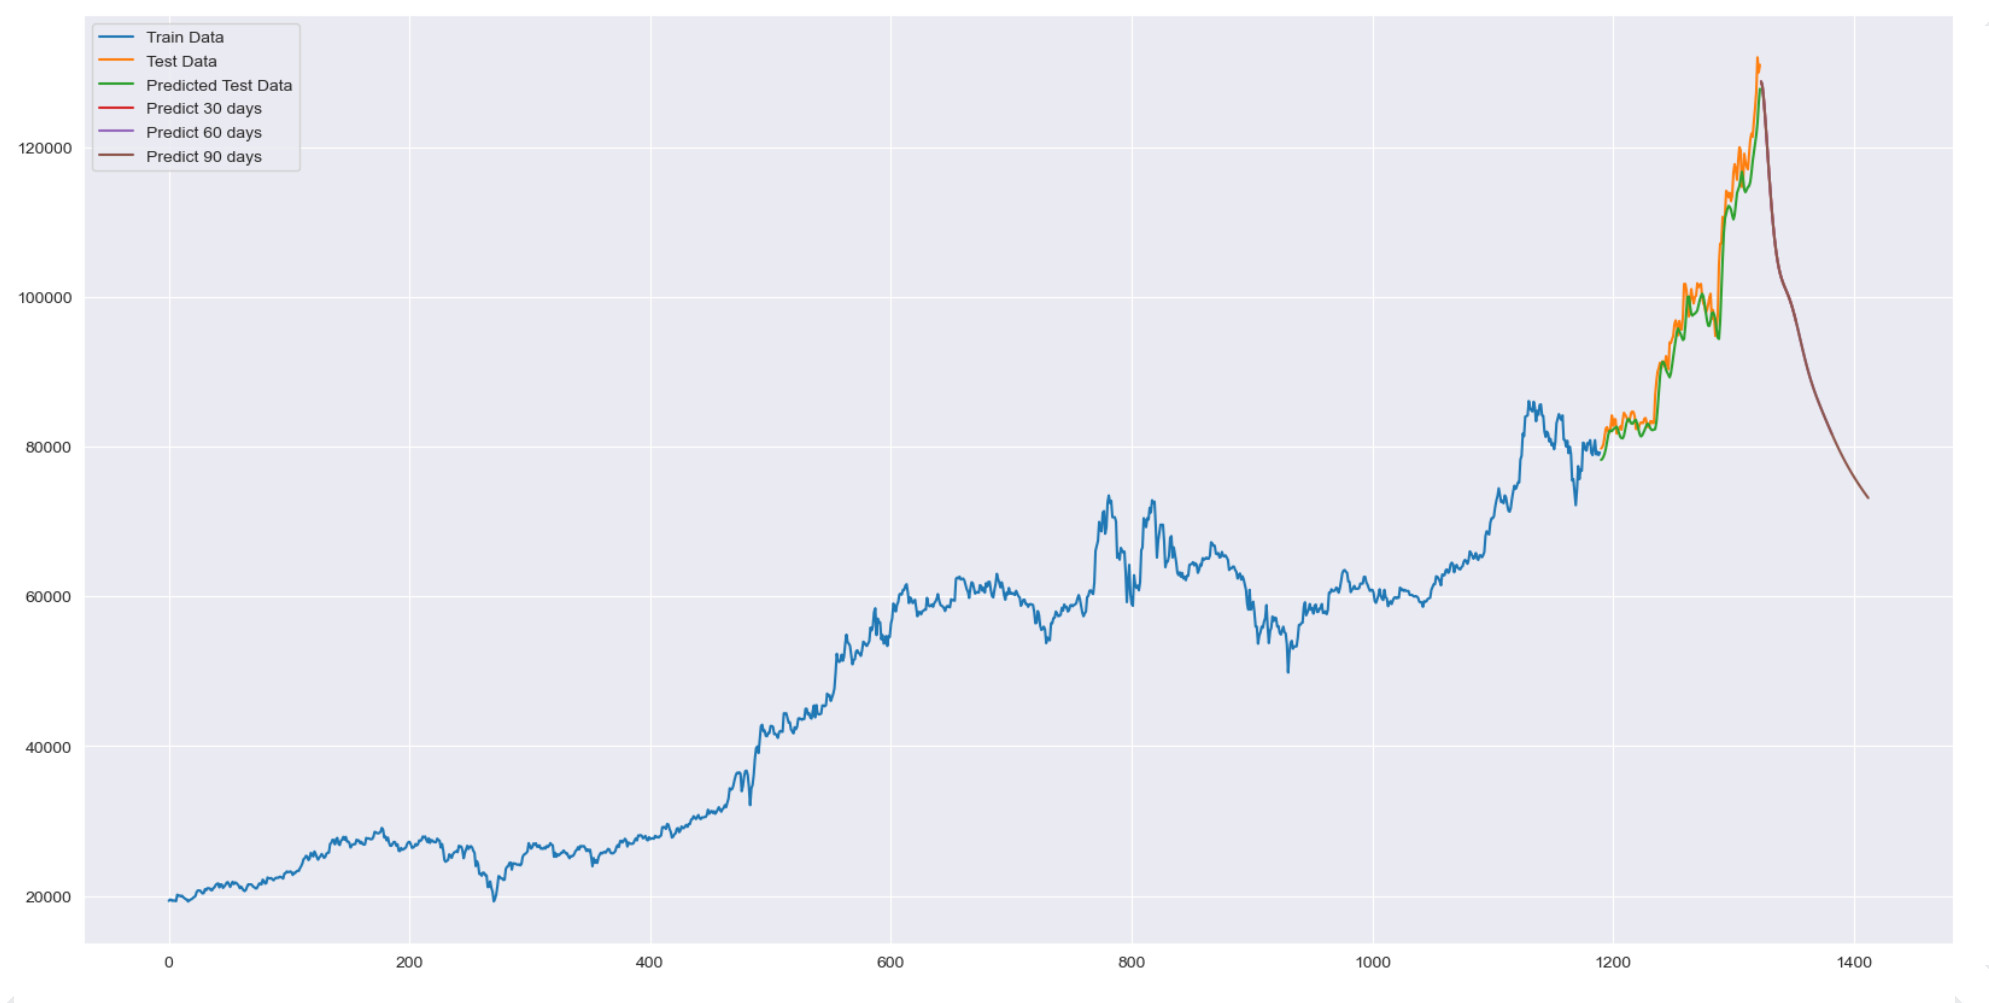 Train Data
Test Data
Predicted Test Data
Predict 30 days
Predict 60 days
Predict 90 days
120000
100000
80000
60000
40000
20000
0 200 400 600 800 1000 1200 1400